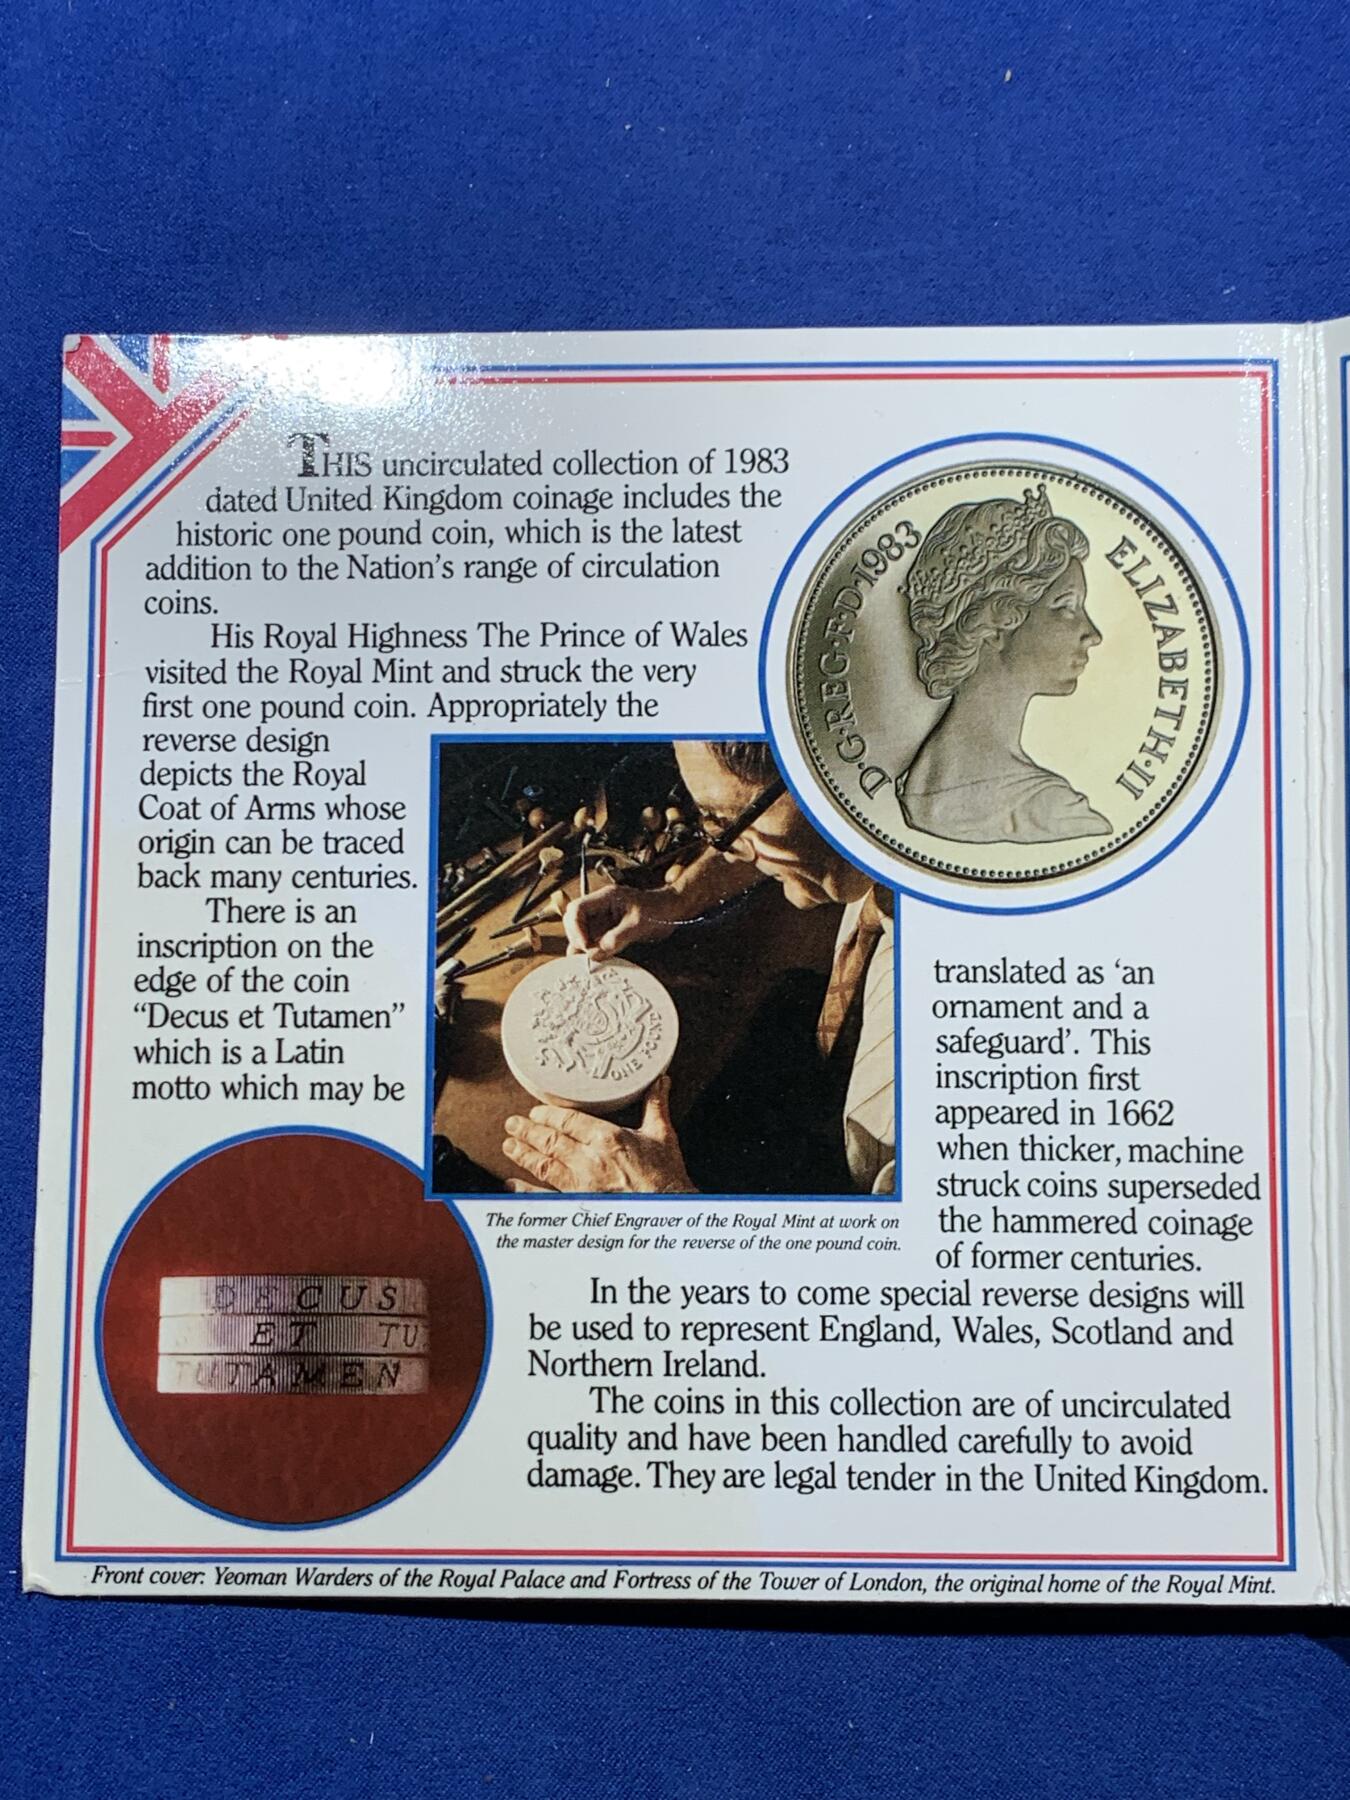 THIS uncirculated collection of 1983
dated United Kingdom coinage includes the
historic one pound coin, which is the latest
addition to the Nation's range of circulation
coins.
His Royal Highness The Prince of Wales
visited the Royal Mint and struck the very
first one pound coin. Appropriately the
reverse design
depicts the Royal
Coat of Arms whose
origin can be traced
back many centuries.
There is an
inscription on the
edge of the coin
“Decus et Tutamen”
which is a Latin
motto which may be
translated as ‘an
ornament and a
safeguard’. This
inscription first
appeared in 1662
when thicker, machine
struck coins superseded
the hammered coinage
of former centuries.
In the years to come special reverse designs will
be used to represent England, Wales, Scotland and
Northern Ireland.
The coins in this collection are of uncirculated
quality and have been handled carefully to avoid
damage. They are legal tender in the United Kingdom.
D·G·REG·F·D·1983
ELIZABETH·II
ONE POUND
The former Chief Engraver of the Royal Mint at work on
the master design for the reverse of the one pound coin.
DECUS
ET TU
TUTAMEN
Front cover: Yeoman Warders of the Royal Palace and Fortress of the Tower of London, the original home of the Royal Mint.